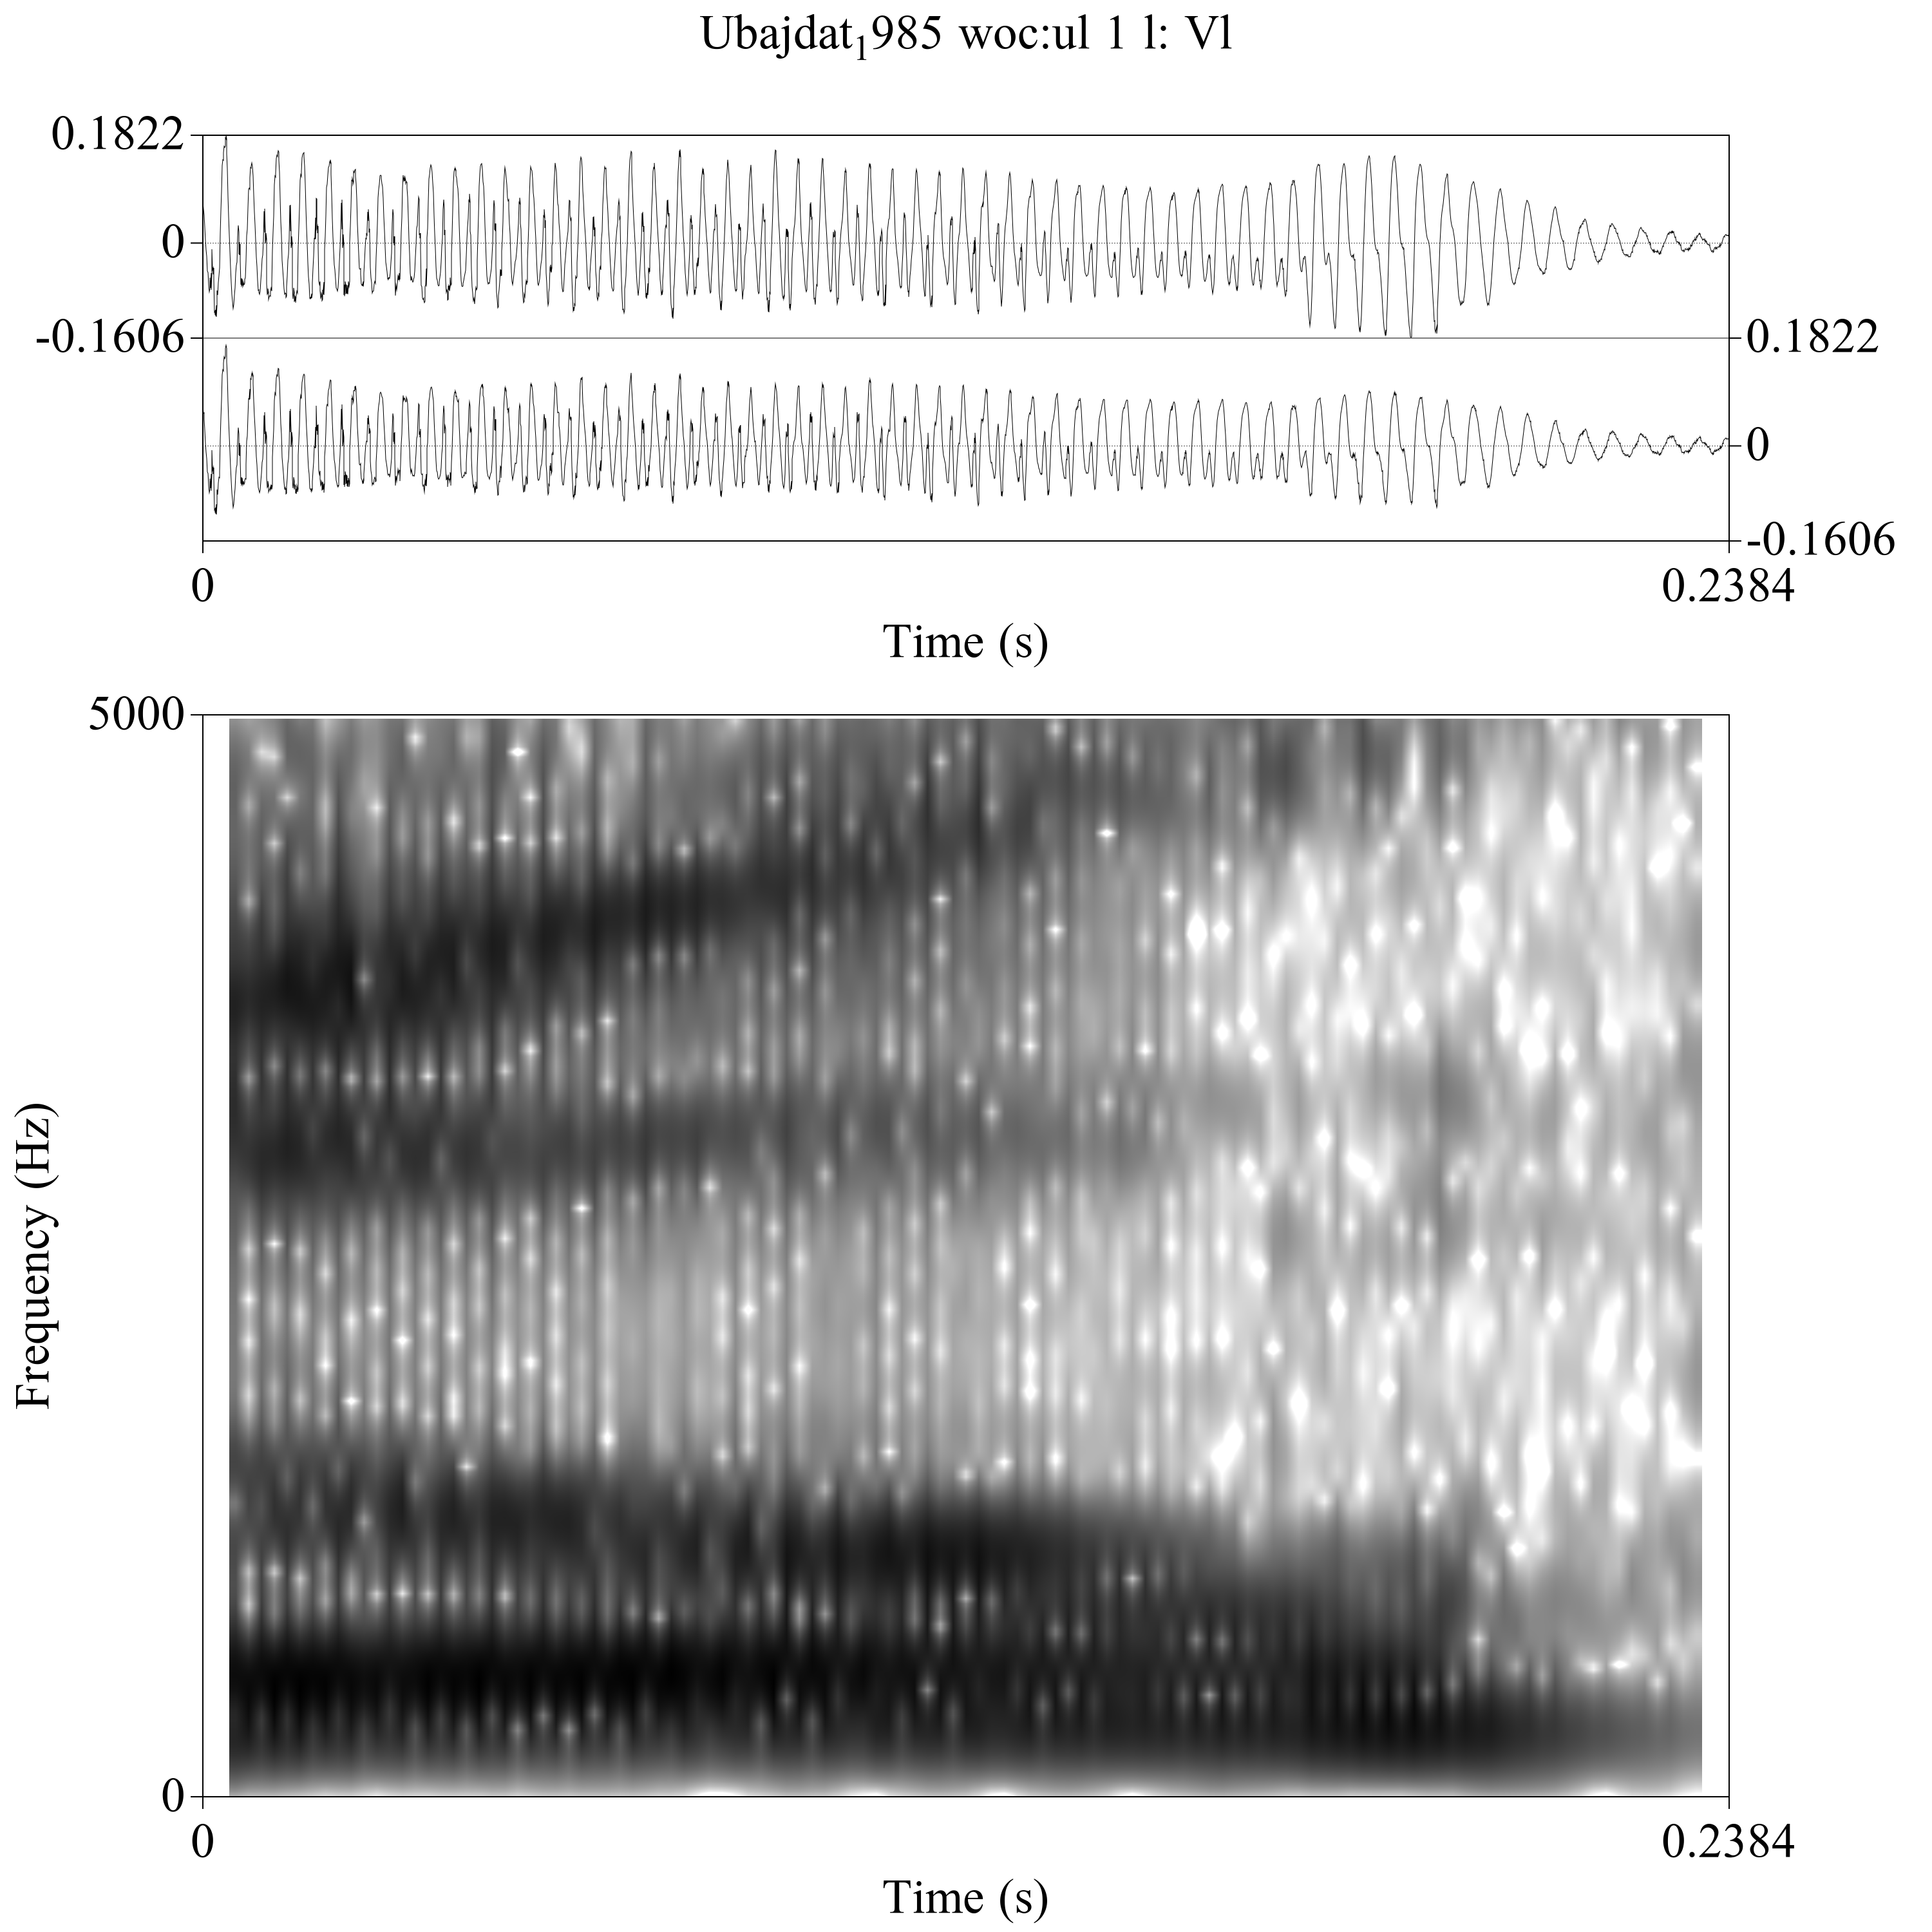 Ubajdat₁985 woc:ul 1 l: Vl
0.1822
0
-0.1606 0.1822
0
-0.1606
0 0.2384
Time (s)
5000
Frequency (Hz)
0
0 0.2384
Time (s)